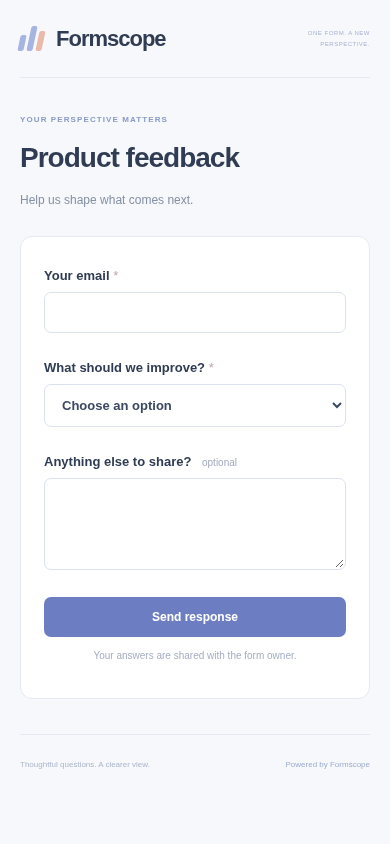 Formscope
ONE FORM. A NEW
PERSPECTIVE.
YOUR PERSPECTIVE MATTERS
Product feedback
Help us shape what comes next.
Your email *
What should we improve? *
Choose an option
Anything else to share? optional
Send response
Your answers are shared with the form owner.
Thoughtful questions. A clearer view.
Powered by Formscope